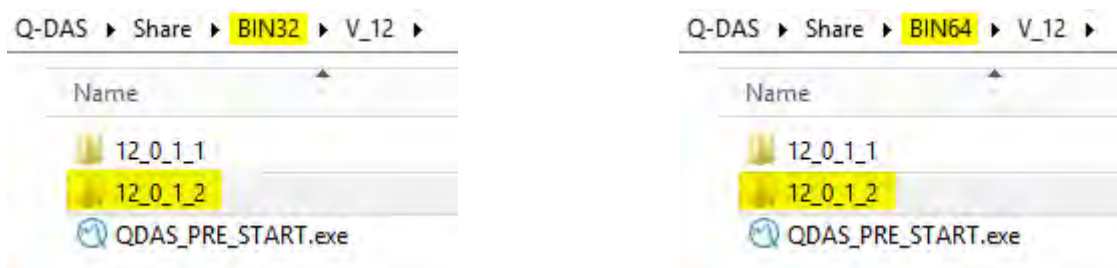 Q-DAS ▸ Share ▸ BIN32 ▸ V_12 ▸
Name
12_0_1_1
12_0_1_2
QDAS_PRE_START.exe
Q-DAS ▸ Share ▸ BIN64 ▸ V_12 ▸
Name
12_0_1_1
12_0_1_2
QDAS_PRE_START.exe